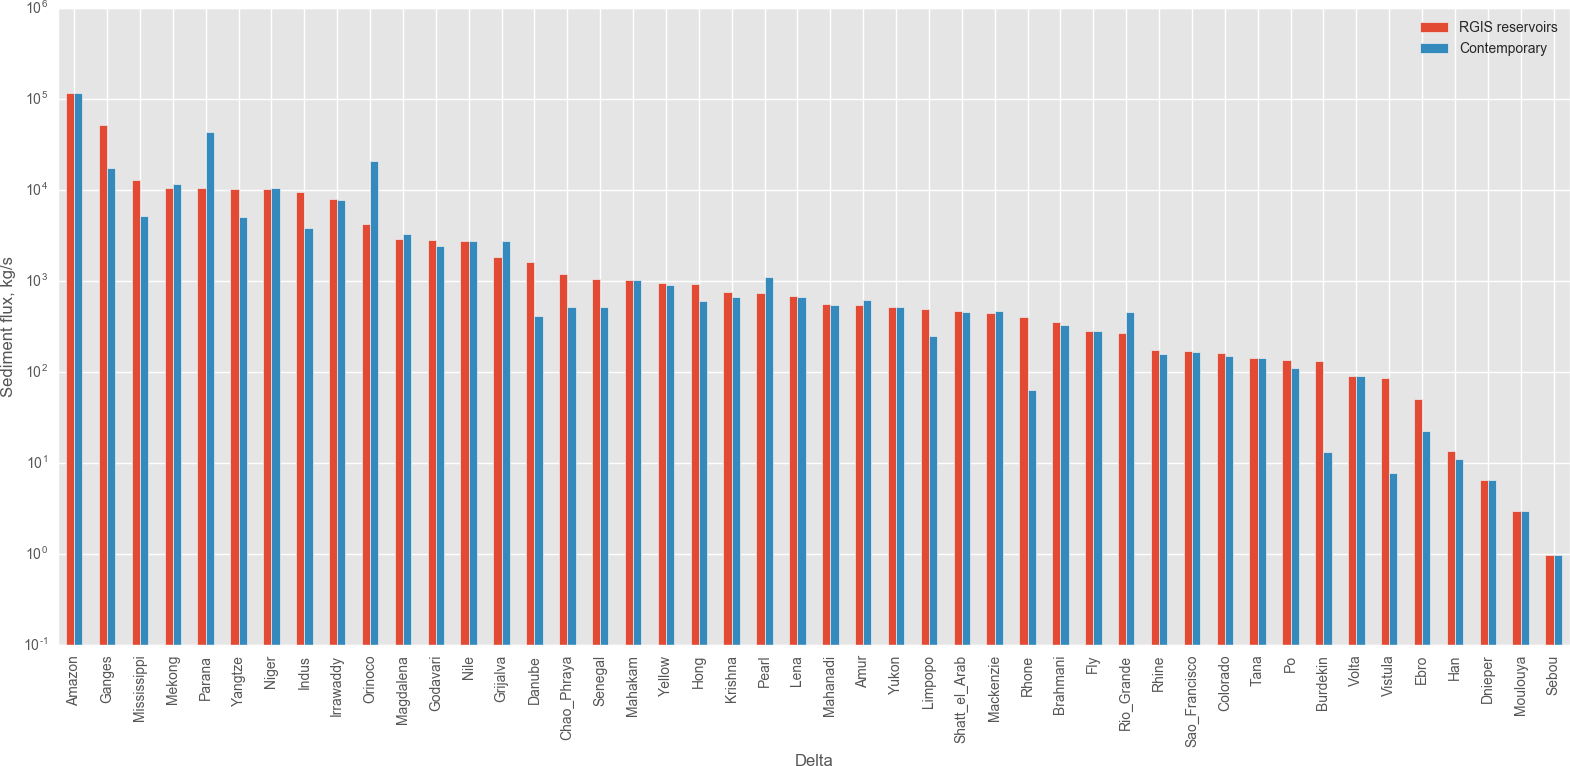 10^6
10^5
10^4
10^3
10^2
10^1
10^0
10^-1
Sediment flux, kg/s
RGIS reservoirs
Contemporary
Amazon
Ganges
Mississippi
Mekong
Parana
Yangtze
Niger
Indus
Irrawaddy
Orinoco
Magdalena
Godavari
Nile
Grijalva
Danube
Chao_Phraya
Senegal
Mahakam
Yellow
Hong
Krishna
Pearl
Lena
Mahanadi
Amur
Yukon
Limpopo
Shatt_el_Arab
Mackenzie
Rhone
Brahmani
Fly
Rio_Grande
Rhine
Sao_Francisco
Colorado
Tana
Po
Burdekin
Volta
Vistula
Ebro
Han
Dnieper
Moulouya
Sebou
Delta